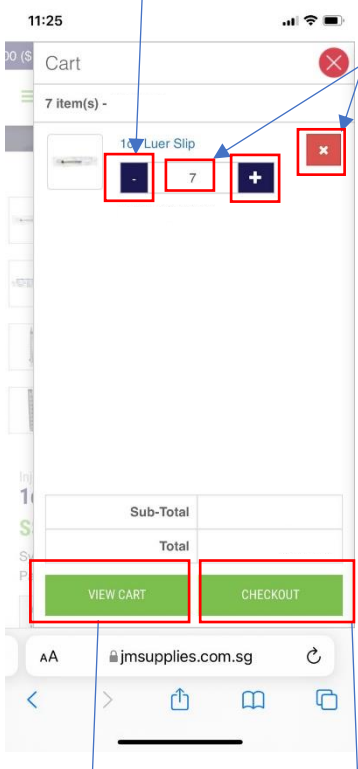 11:25
Cart
7 item(s) -
Luer Slip
- 7 +
Sub-Total
Total
VIEW CART
CHECKOUT
AA jmsupplies.com.sg